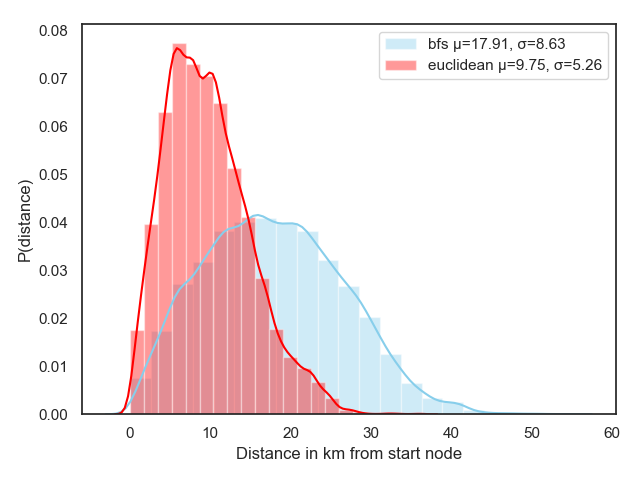 bfs μ=17.91, σ=8.63
euclidean μ=9.75, σ=5.26
P(distance)
0.08
0.07
0.06
0.05
0.04
0.03
0.02
0.01
0.00
0 10 20 30 40 50 60
Distance in km from start node